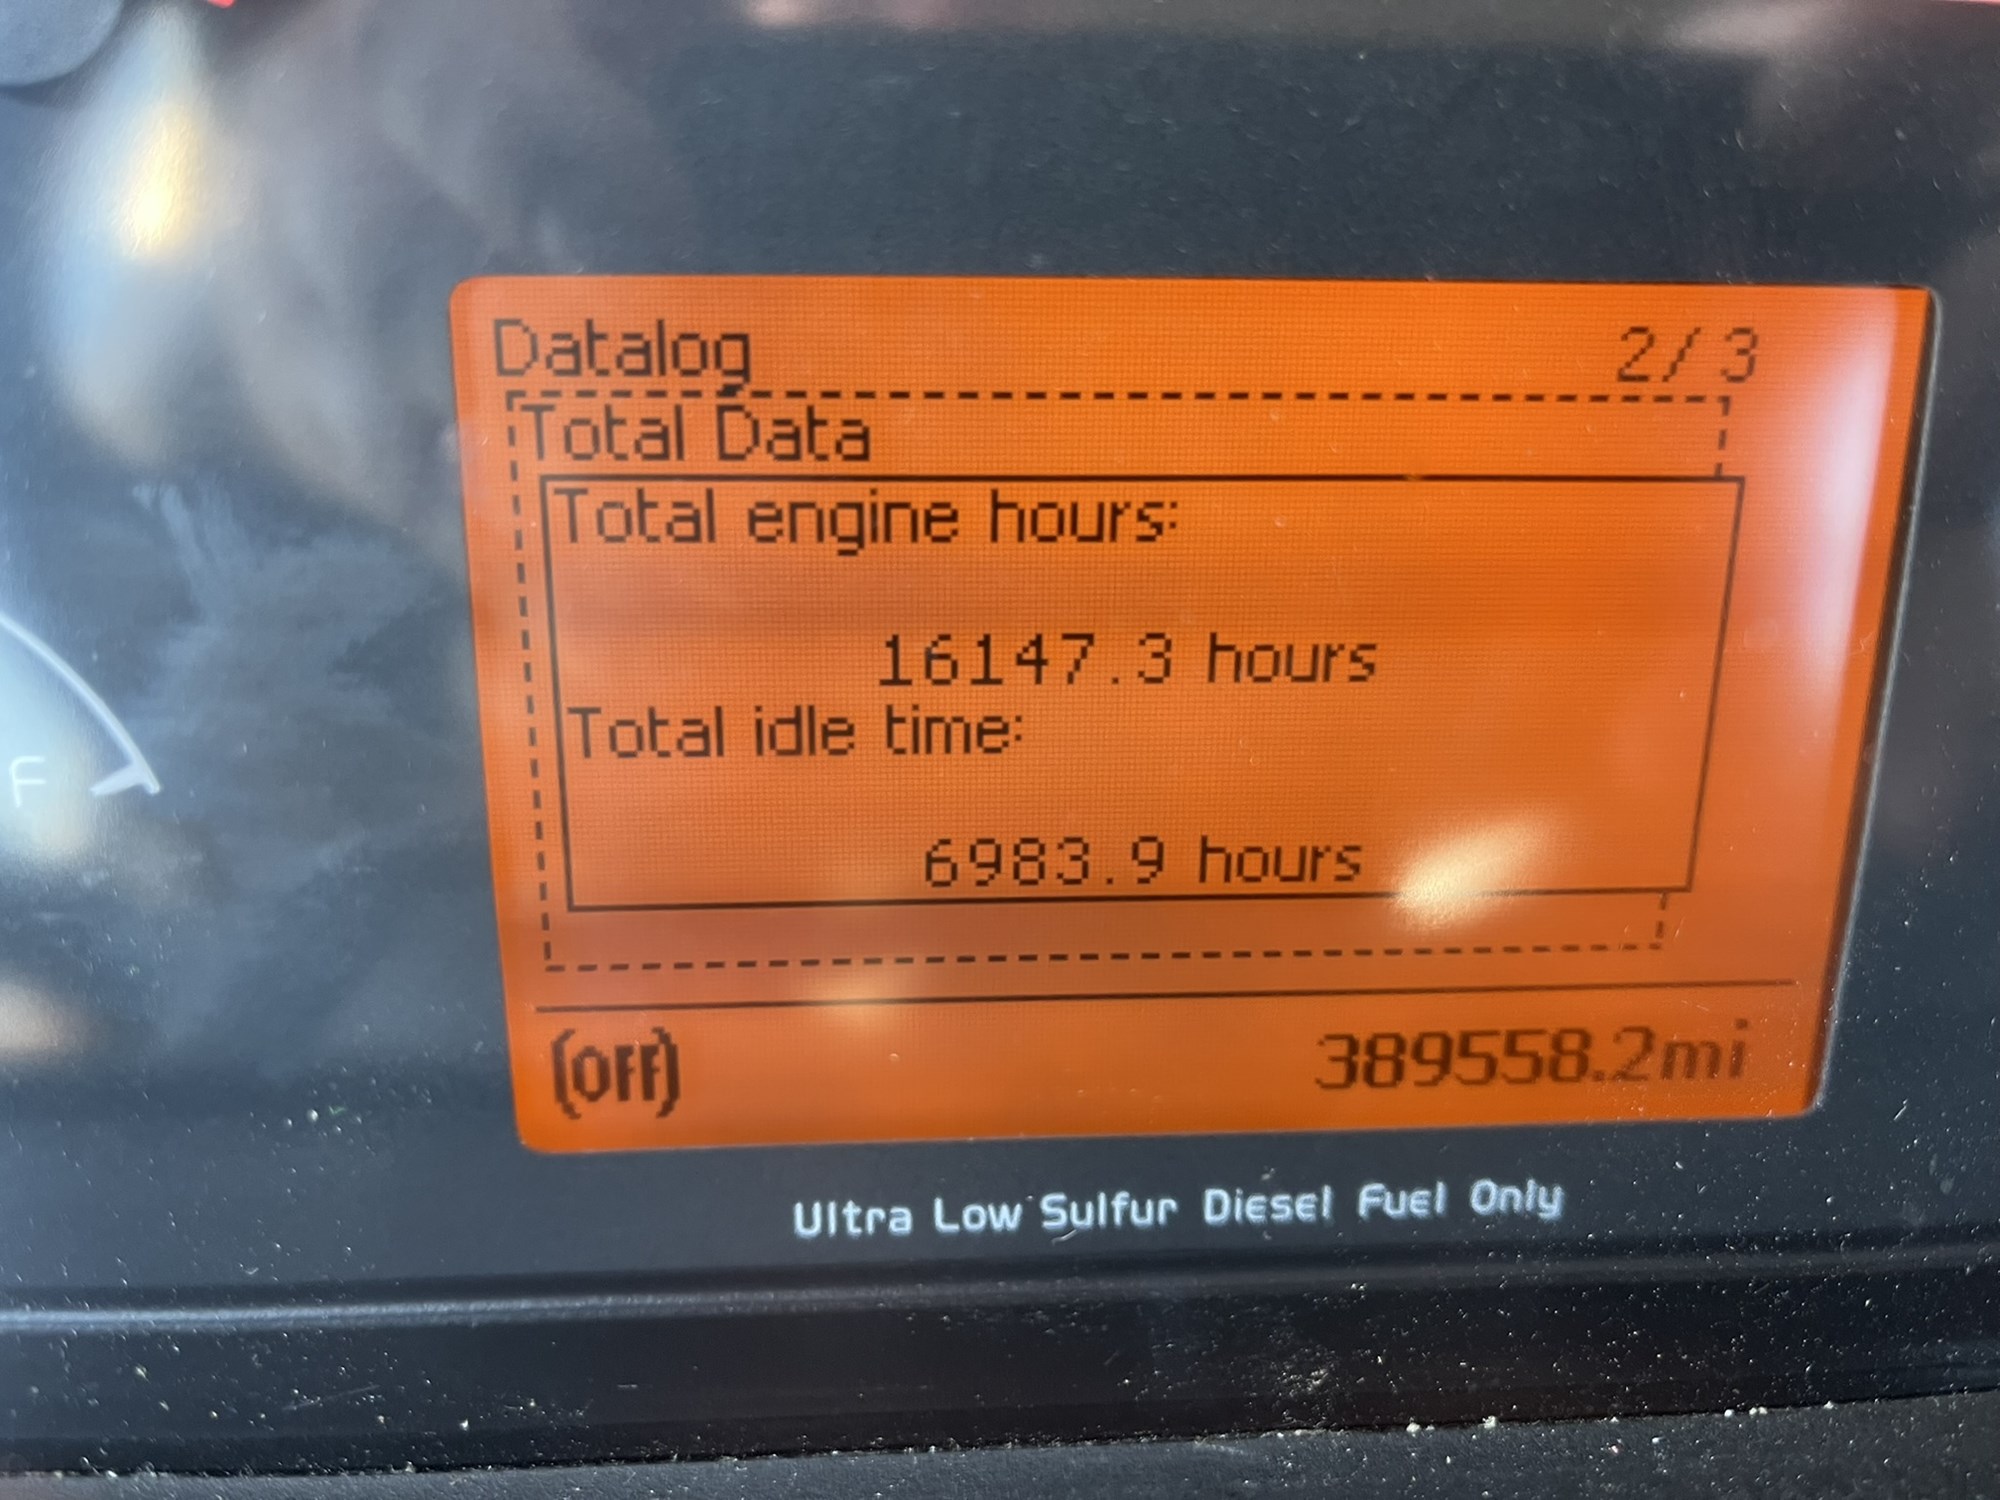 Datalog 2/3
Total Data
Total engine hours:
16147.3 hours
Total idle time:
6983.9 hours
(OFF) 389558.2mi
F
Ultra Low Sulfur Diesel Fuel Only